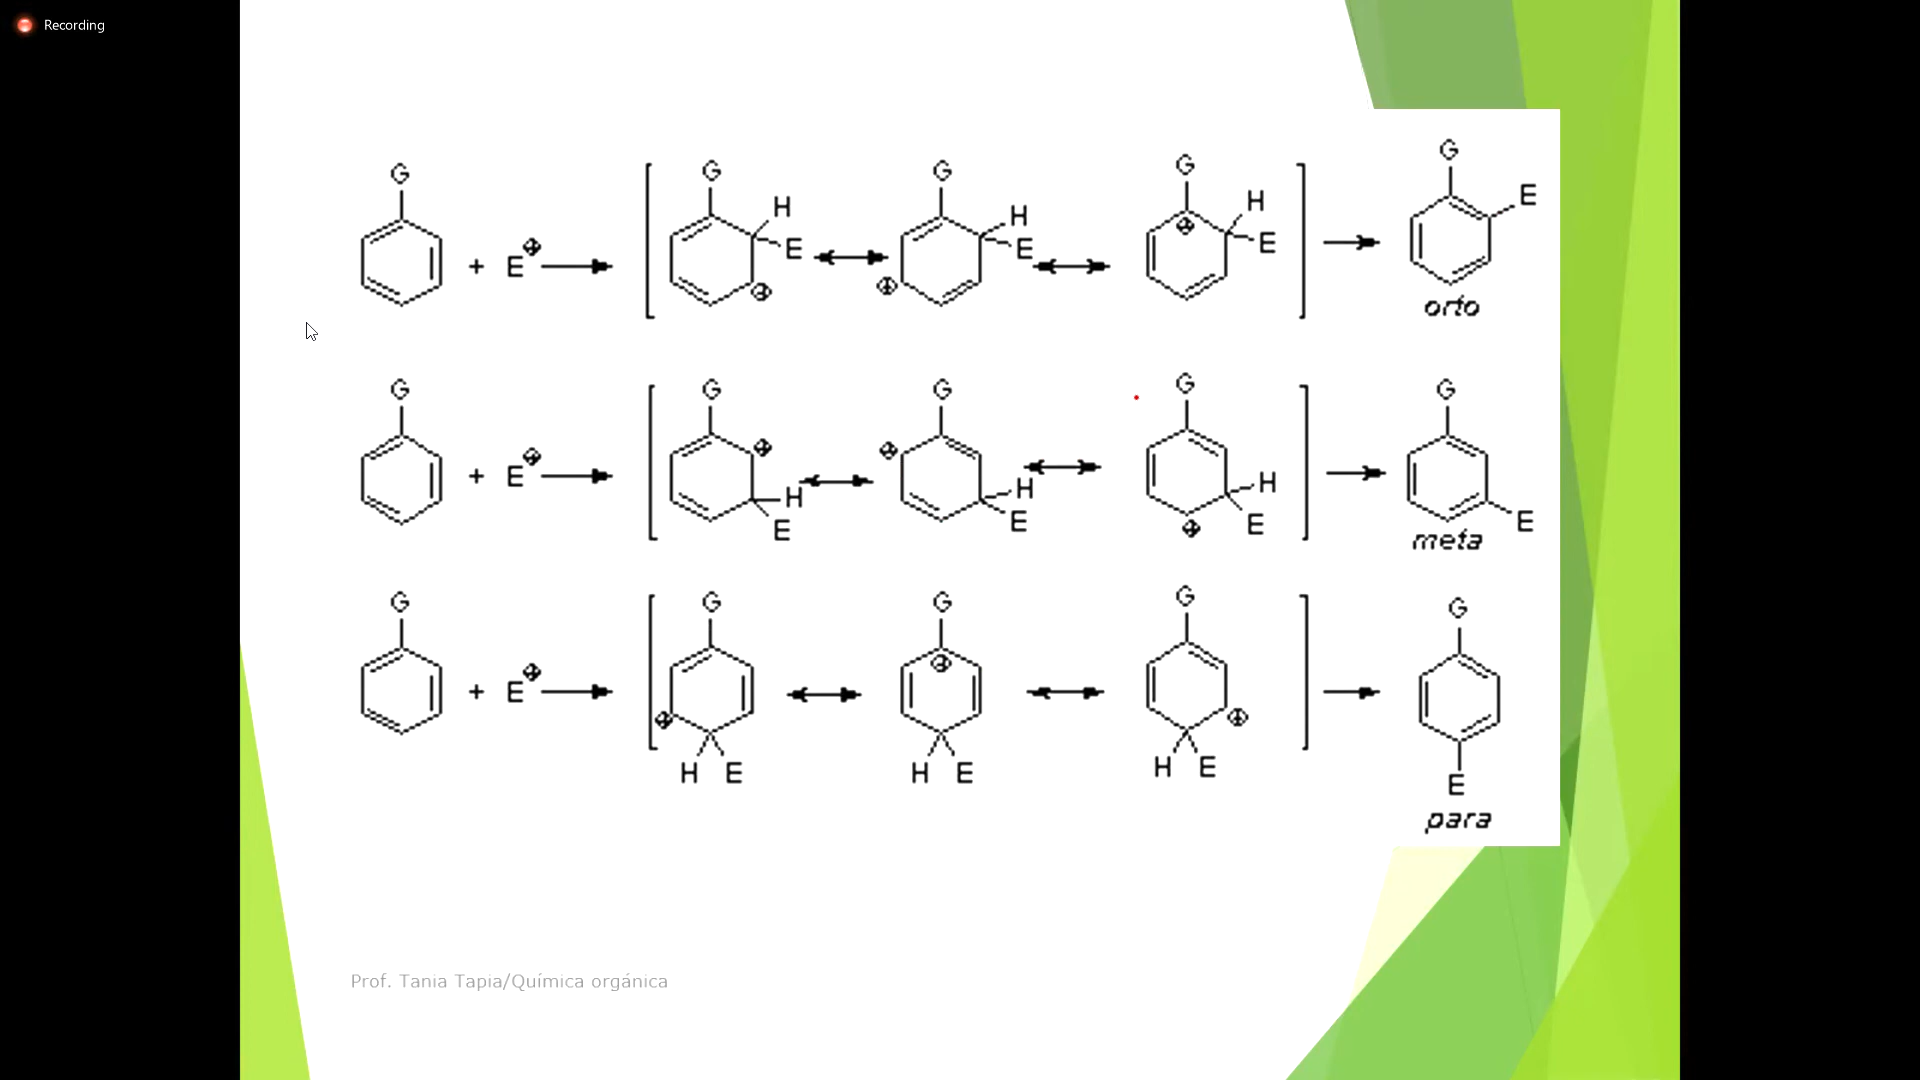 Recording
G G G G G
H H H E
+ E⊕ E E E
orto
G G G G G
+ E⊕ H H H
E E E E
meta
G G G G G
+ E⊕
H E H E H E E
para
Prof. Tania Tapia/Química orgánica